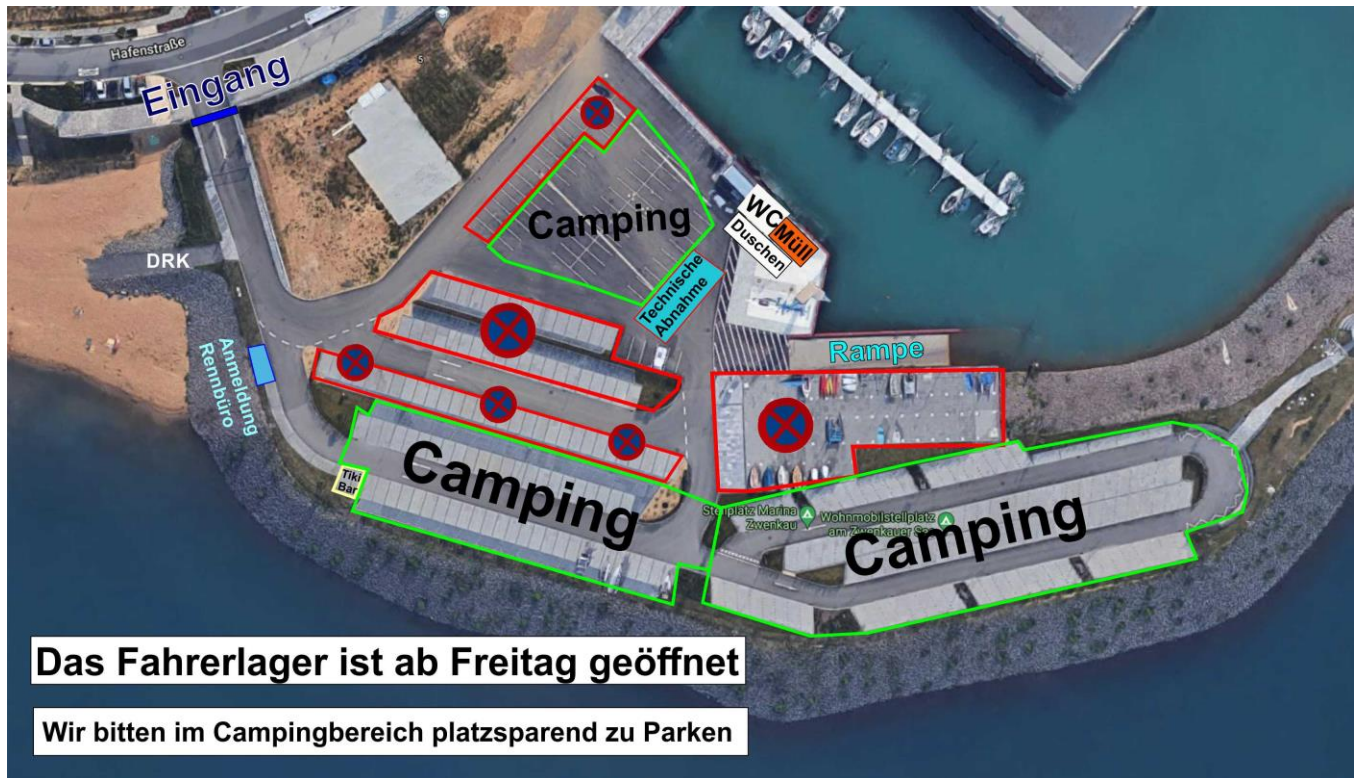 Hafenstraße
Eingang
5
Camping
WC
Müll
Duschen
DRK
Technische
Abnahme
Anmeldung
Rennbüro
Rampe
Camping
Tiki
Bar
Stellplatz Marina
Zwenkau
Wohnmobilstellplatz
am Zwenkauer
Camping
Das Fahrerlager ist ab Freitag geöffnet
Wir bitten im Campingbereich platzsparend zu Parken